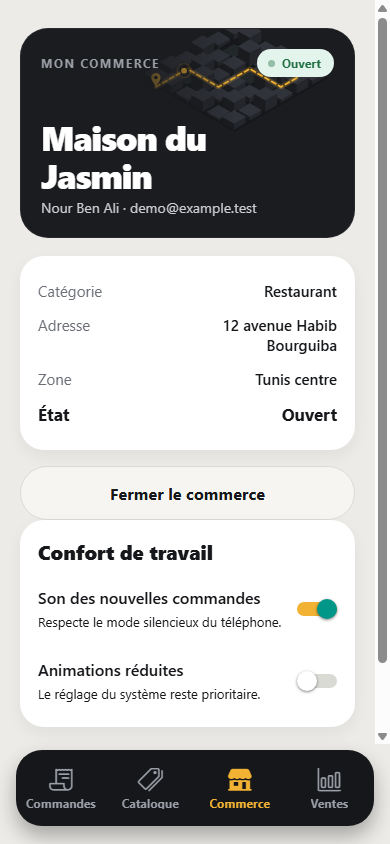 MON COMMERCE
Ouvert
Maison du
Jasmin
Nour Ben Ali · demo@example.test
Catégorie
Restaurant
Adresse
12 avenue Habib
Bourguiba
Zone
Tunis centre
État
Ouvert
Fermer le commerce
Confort de travail
Son des nouvelles commandes
Respecte le mode silencieux du téléphone.
Animations réduites
Le réglage du système reste prioritaire.
Commandes
Catalogue
Commerce
Ventes